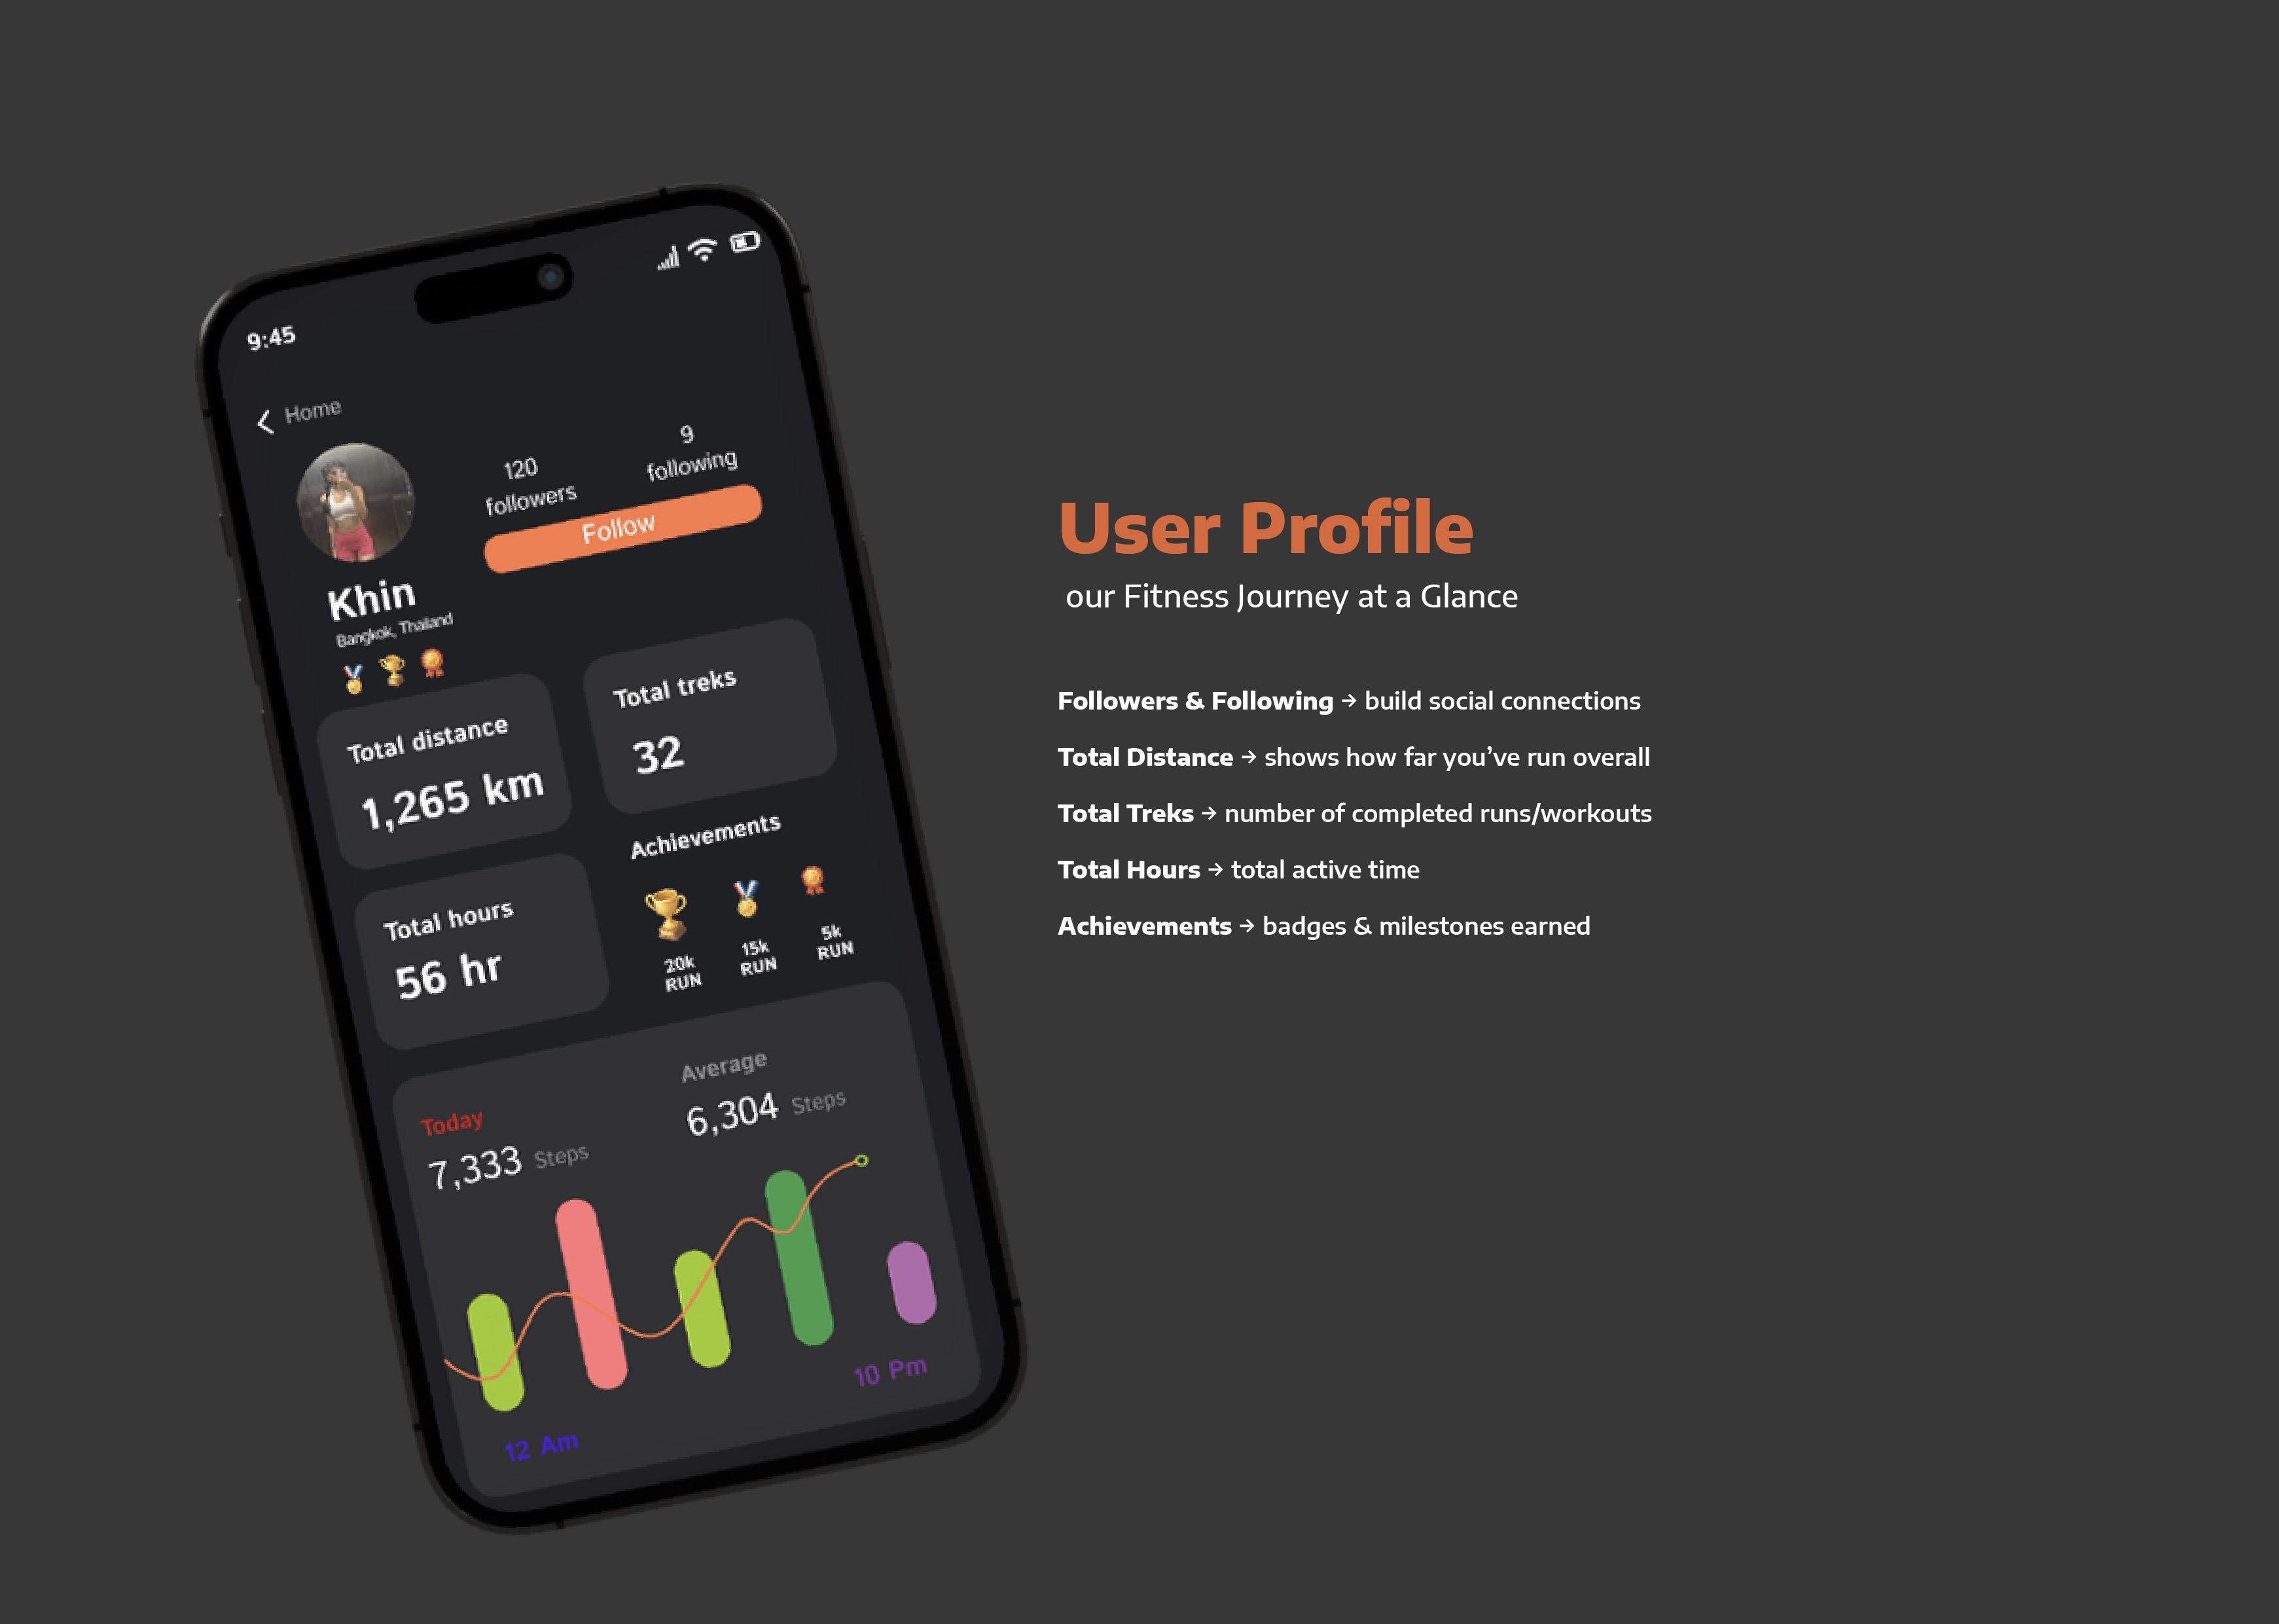 9:45
Home
120
followers
9
following
Follow
Khin
Bangkok, Thailand
Total distance
1,265 km
Total treks
32
Total hours
56 hr
Achievements
20k
RUN
15k
RUN
5k
RUN
Today
7,333 Steps
Average
6,304 Steps
12 Am
10 Pm
User Profile
our Fitness Journey at a Glance
Followers & Following → build social connections
Total Distance → shows how far you’ve run overall
Total Treks → number of completed runs/workouts
Total Hours → total active time
Achievements → badges & milestones earned